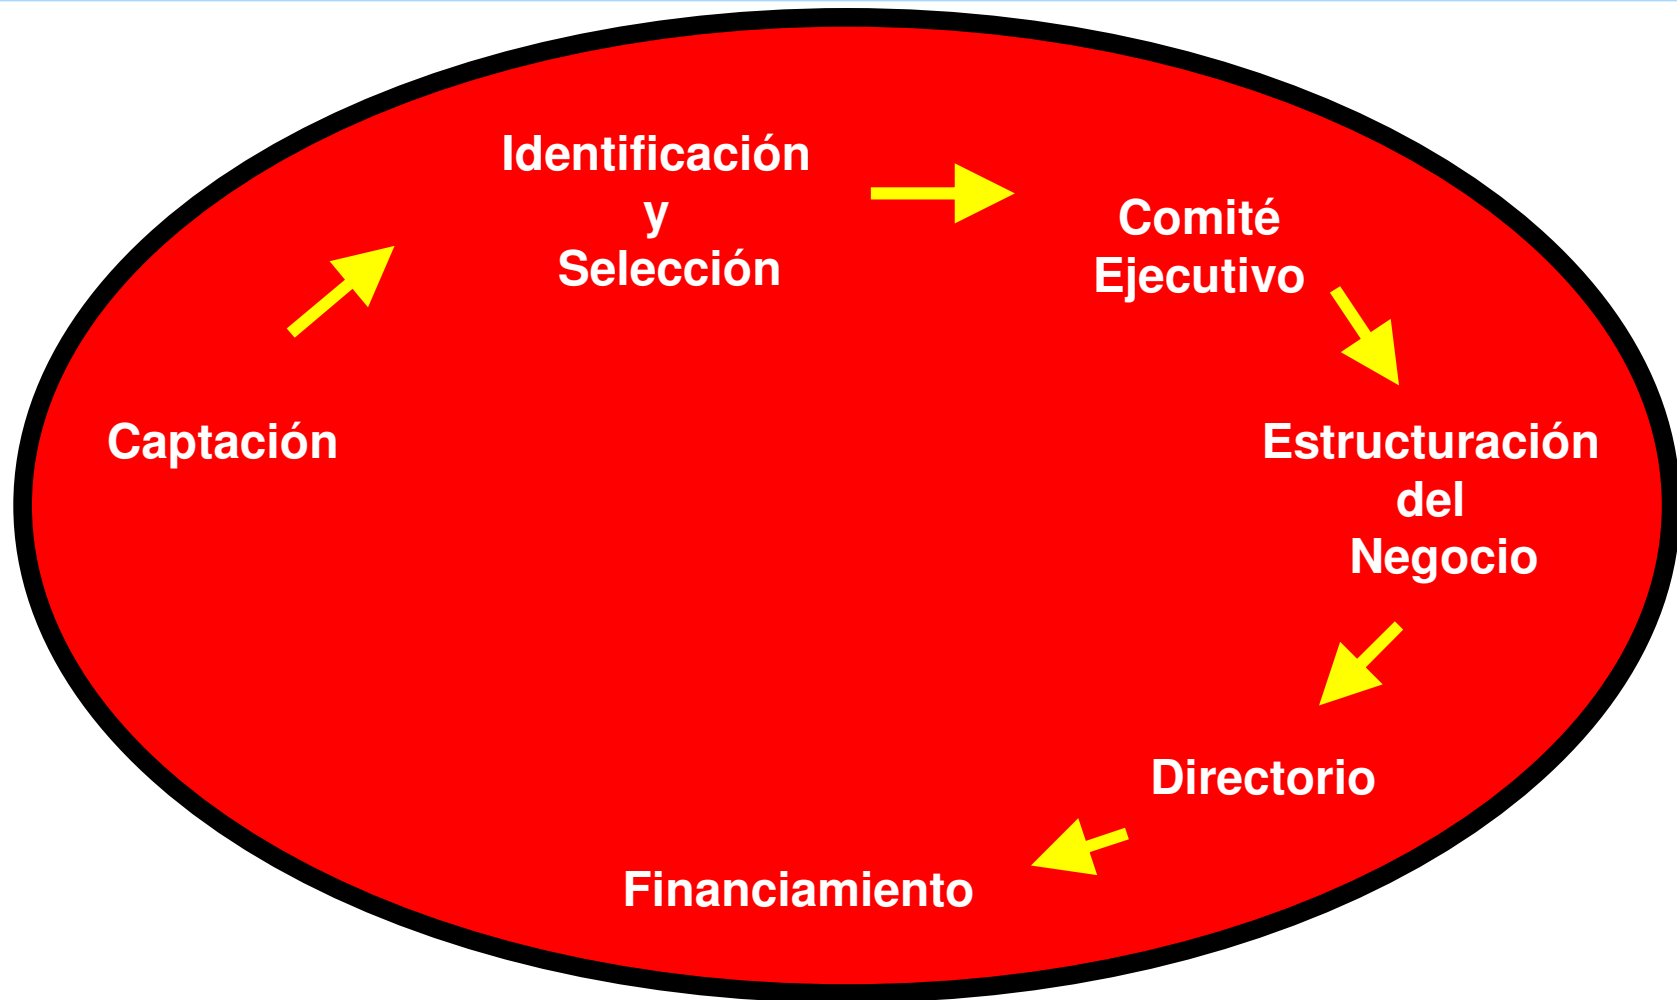 Identificación
y
Selección
Comité
Ejecutivo
Captación
Estructuración
del
Negocio
Directorio
Financiamiento